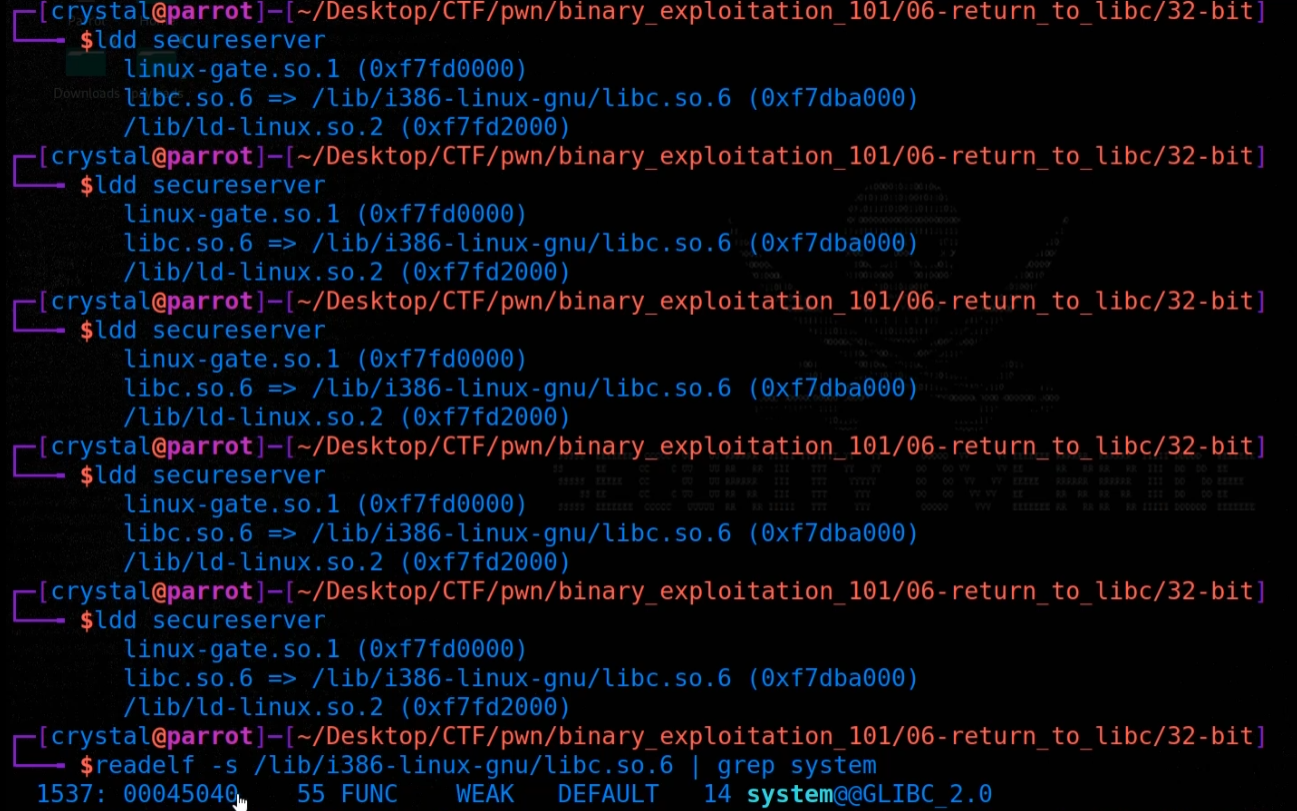 [crystal@parrot]─[~/Desktop/CTF/pwn/binary_exploitation_101/06-return_to_libc/32-bit]
$ldd secureserver
linux-gate.so.1 (0xf7fd0000)
Downloads
libc.so.6 => /lib/i386-linux-gnu/libc.so.6 (0xf7dba000)
/lib/ld-linux.so.2 (0xf7fd2000)
[crystal@parrot]─[~/Desktop/CTF/pwn/binary_exploitation_101/06-return_to_libc/32-bit]
$ldd secureserver
linux-gate.so.1 (0xf7fd0000)
libc.so.6 => /lib/i386-linux-gnu/libc.so.6 (0xf7dba000)
/lib/ld-linux.so.2 (0xf7fd2000)
[crystal@parrot]─[~/Desktop/CTF/pwn/binary_exploitation_101/06-return_to_libc/32-bit]
$ldd secureserver
linux-gate.so.1 (0xf7fd0000)
libc.so.6 => /lib/i386-linux-gnu/libc.so.6 (0xf7dba000)
/lib/ld-linux.so.2 (0xf7fd2000)
[crystal@parrot]─[~/Desktop/CTF/pwn/binary_exploitation_101/06-return_to_libc/32-bit]
$ldd secureserver
linux-gate.so.1 (0xf7fd0000)
libc.so.6 => /lib/i386-linux-gnu/libc.so.6 (0xf7dba000)
/lib/ld-linux.so.2 (0xf7fd2000)
[crystal@parrot]─[~/Desktop/CTF/pwn/binary_exploitation_101/06-return_to_libc/32-bit]
$ldd secureserver
linux-gate.so.1 (0xf7fd0000)
libc.so.6 => /lib/i386-linux-gnu/libc.so.6 (0xf7dba000)
/lib/ld-linux.so.2 (0xf7fd2000)
[crystal@parrot]─[~/Desktop/CTF/pwn/binary_exploitation_101/06-return_to_libc/32-bit]
$readelf -s /lib/i386-linux-gnu/libc.so.6 | grep system
1537: 00045040 55 FUNC WEAK DEFAULT 14 system@@GLIBC_2.0